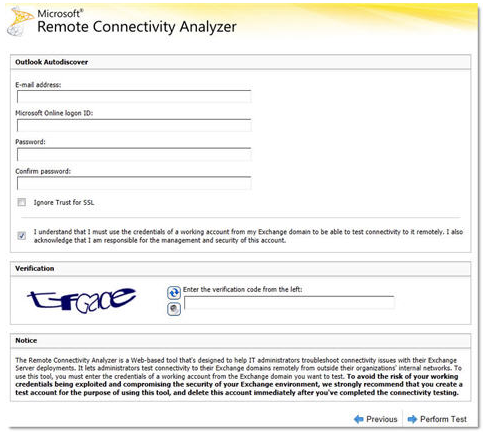 Microsoft®
Remote Connectivity Analyzer
Outlook Autodiscover
E-mail address:
Microsoft Online logon ID:
Password:
Confirm password:
Ignore Trust for SSL
I understand that I must use the credentials of a working account from my Exchange domain to be able to test connectivity to it remotely. I also
acknowledge that I am responsible for the management and security of this account.
Verification
Enter the verification code from the left:
Notice
The Remote Connectivity Analyzer is a Web-based tool that's designed to help IT administrators troubleshoot connectivity issues with their Exchange
Server deployments. It lets administrators test connectivity to their Exchange domains remotely from outside their organizations' internal networks. To
use this tool, you must enter the credentials of a working account from the Exchange domain you want to test. To avoid the risk of your working
credentials being exploited and compromising the security of your Exchange environment, we strongly recommend that you create a
test account for the purpose of using this tool, and delete this account immediately after you've completed the connectivity testing.
Previous
Perform Test